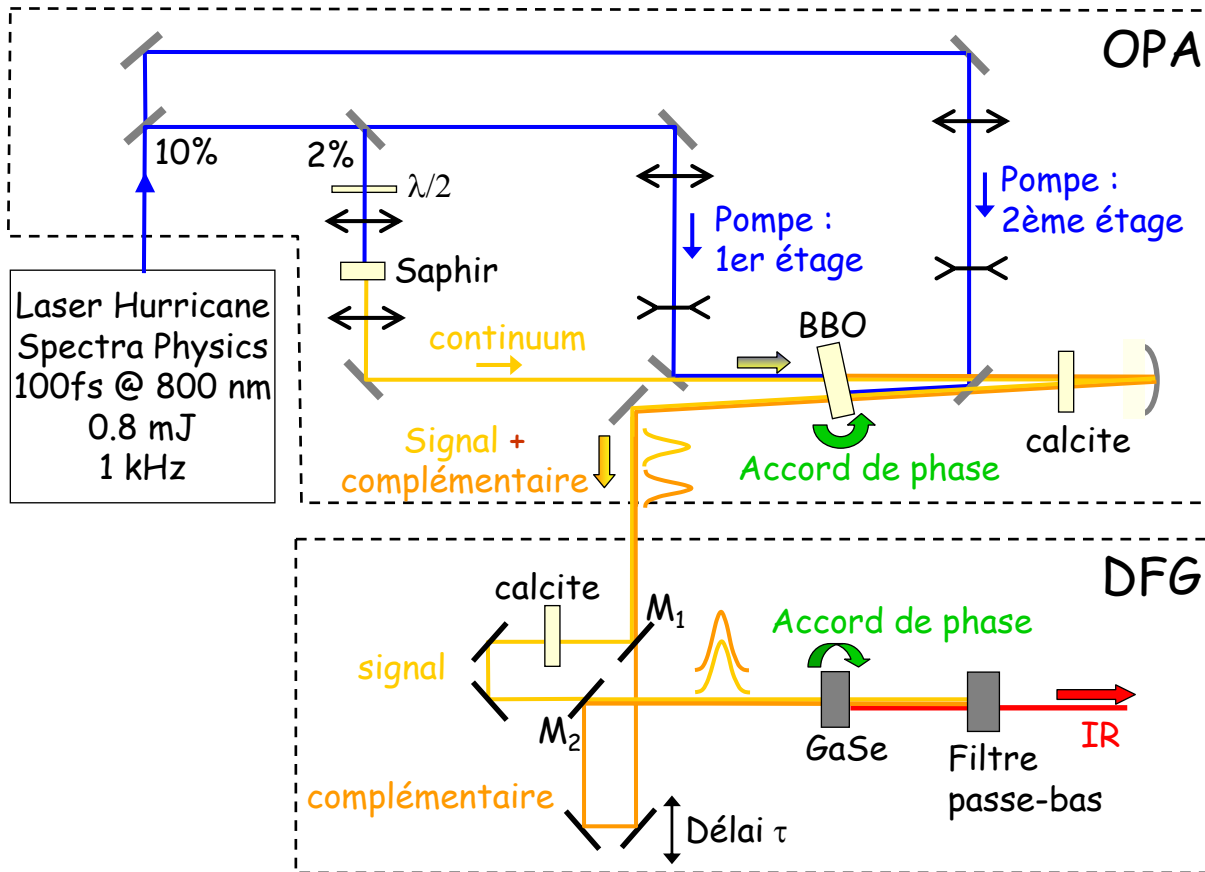 OPA
10%
2%
λ/2
Pompe :
2ème étage
Pompe :
1er étage
Saphir
Laser Hurricane
Spectra Physics
100fs @ 800 nm
0.8 mJ
1 kHz
continuum
BBO
calcite
Signal +
complémentaire
Accord de phase
DFG
calcite
M1
Accord de phase
signal
M2
GaSe
IR
Filtre
passe-bas
complémentaire
Délai τ